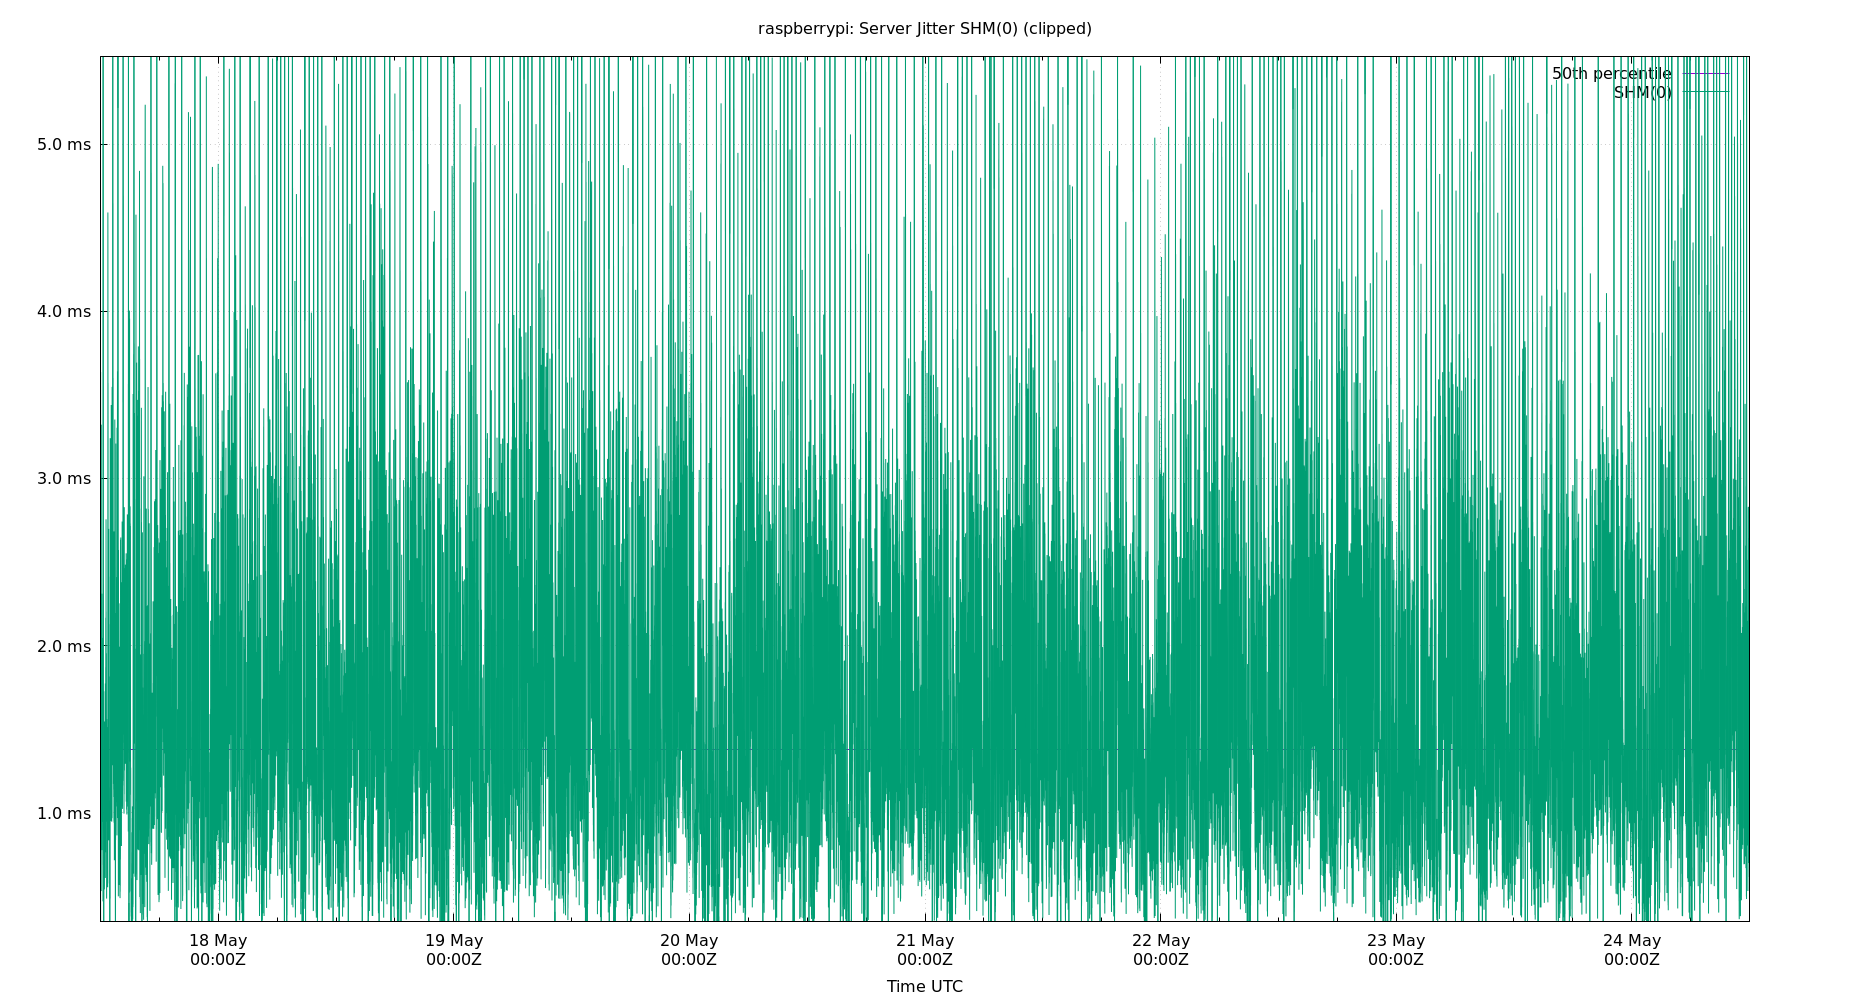 raspberrypi: Server Jitter SHM(0) (clipped)
50th percentile
SHM(0)
5.0 ms
4.0 ms
3.0 ms
2.0 ms
1.0 ms
18 May 19 May 20 May 21 May 22 May 23 May 24 May
00:00Z 00:00Z 00:00Z 00:00Z 00:00Z 00:00Z 00:00Z
Time UTC